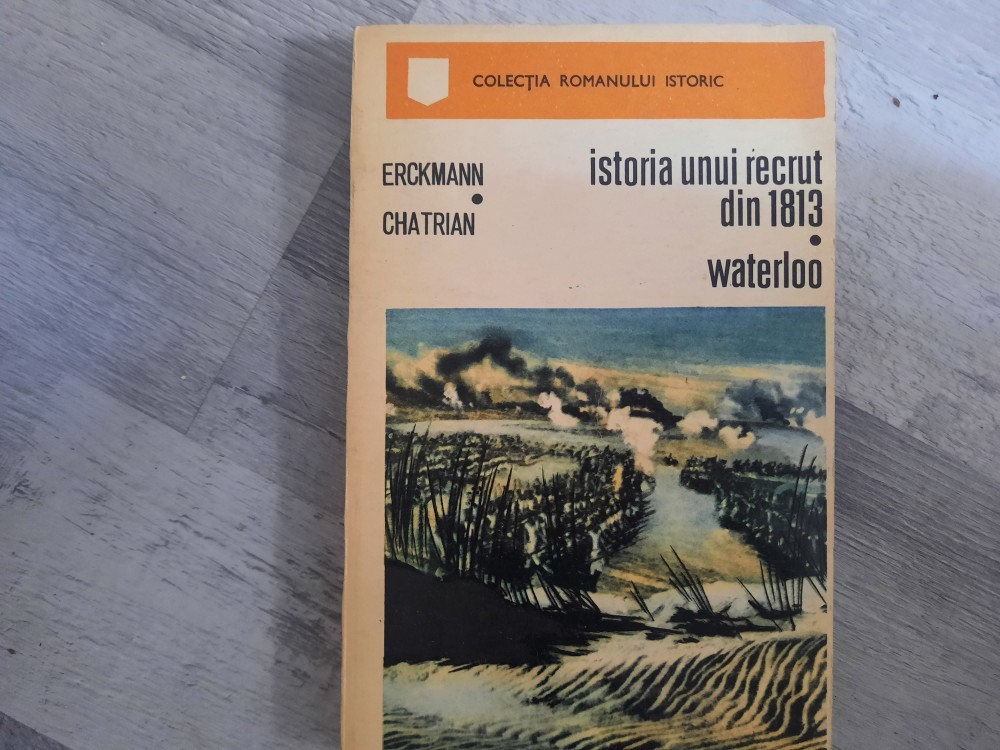 COLECȚIA ROMANULUI ISTORIC
ERCKMANN
•
CHATRIAN
istoria unui recrut
din 1813
•
waterloo